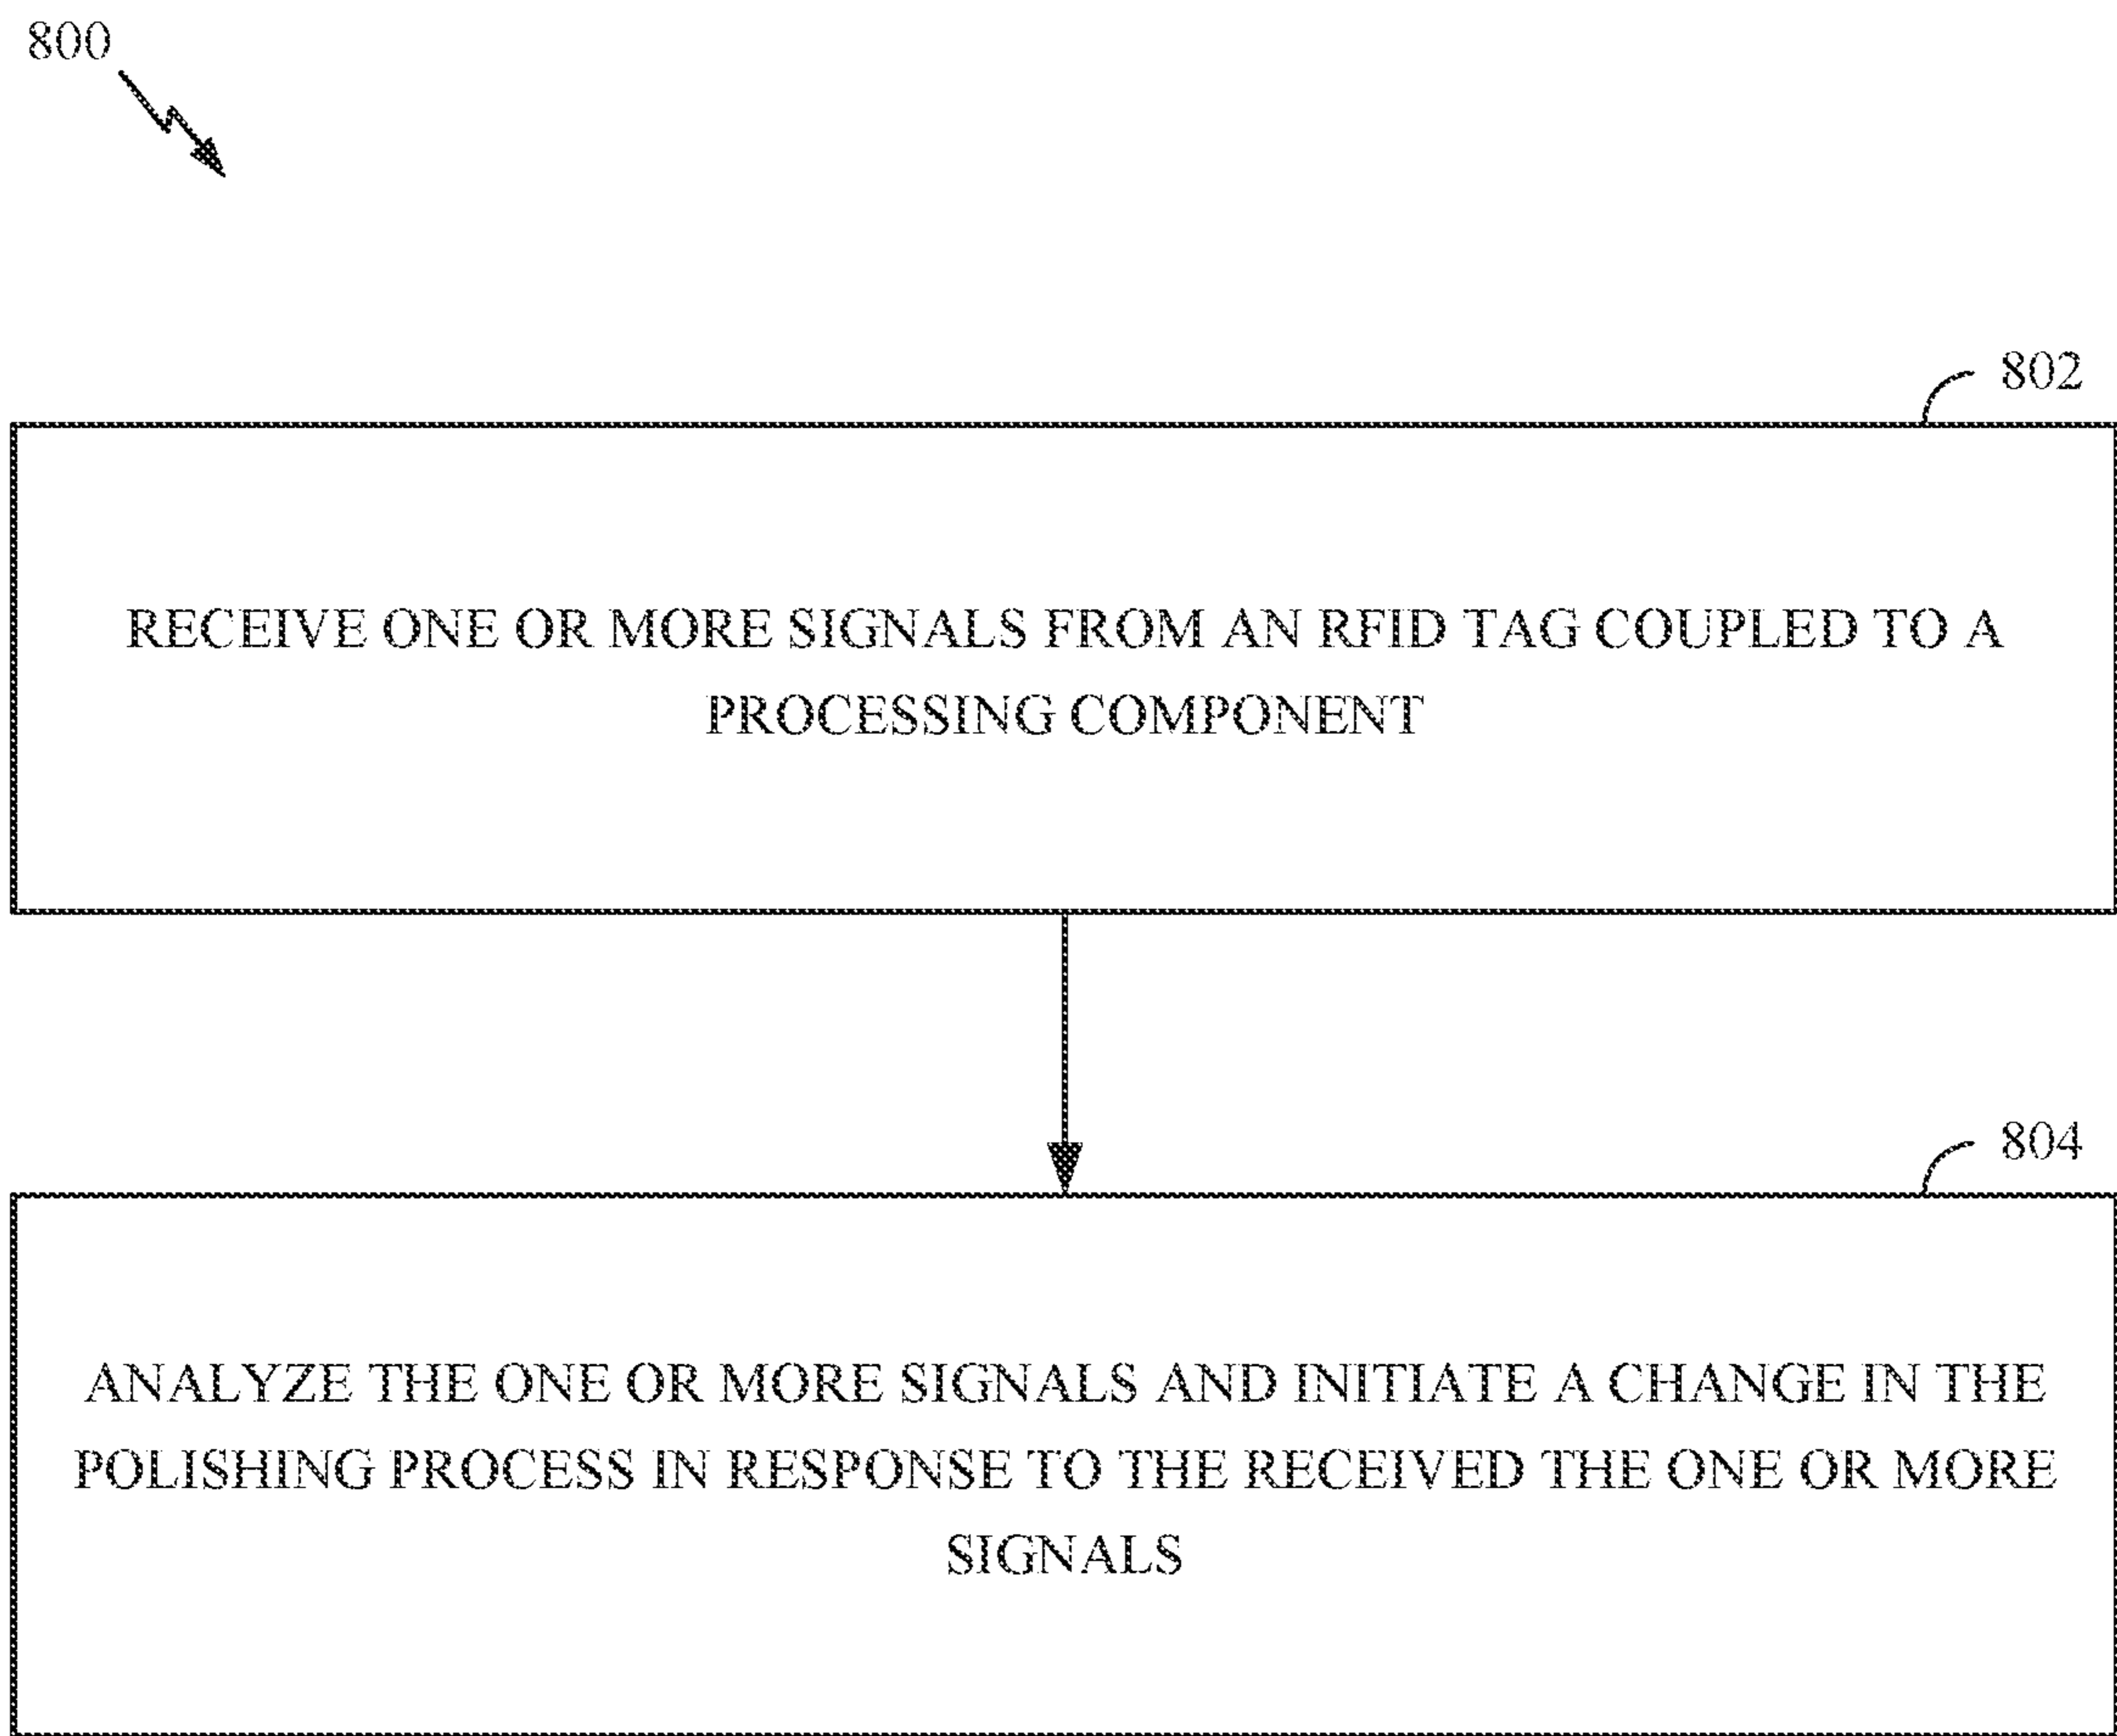 800
802
RECEIVE ONE OR MORE SIGNALS FROM AN RFID TAG COUPLED TO A
PROCESSING COMPONENT
804
ANALYZE THE ONE OR MORE SIGNALS AND INITIATE A CHANGE IN THE
POLISHING PROCESS IN RESPONSE TO THE RECEIVED THE ONE OR MORE
SIGNALS